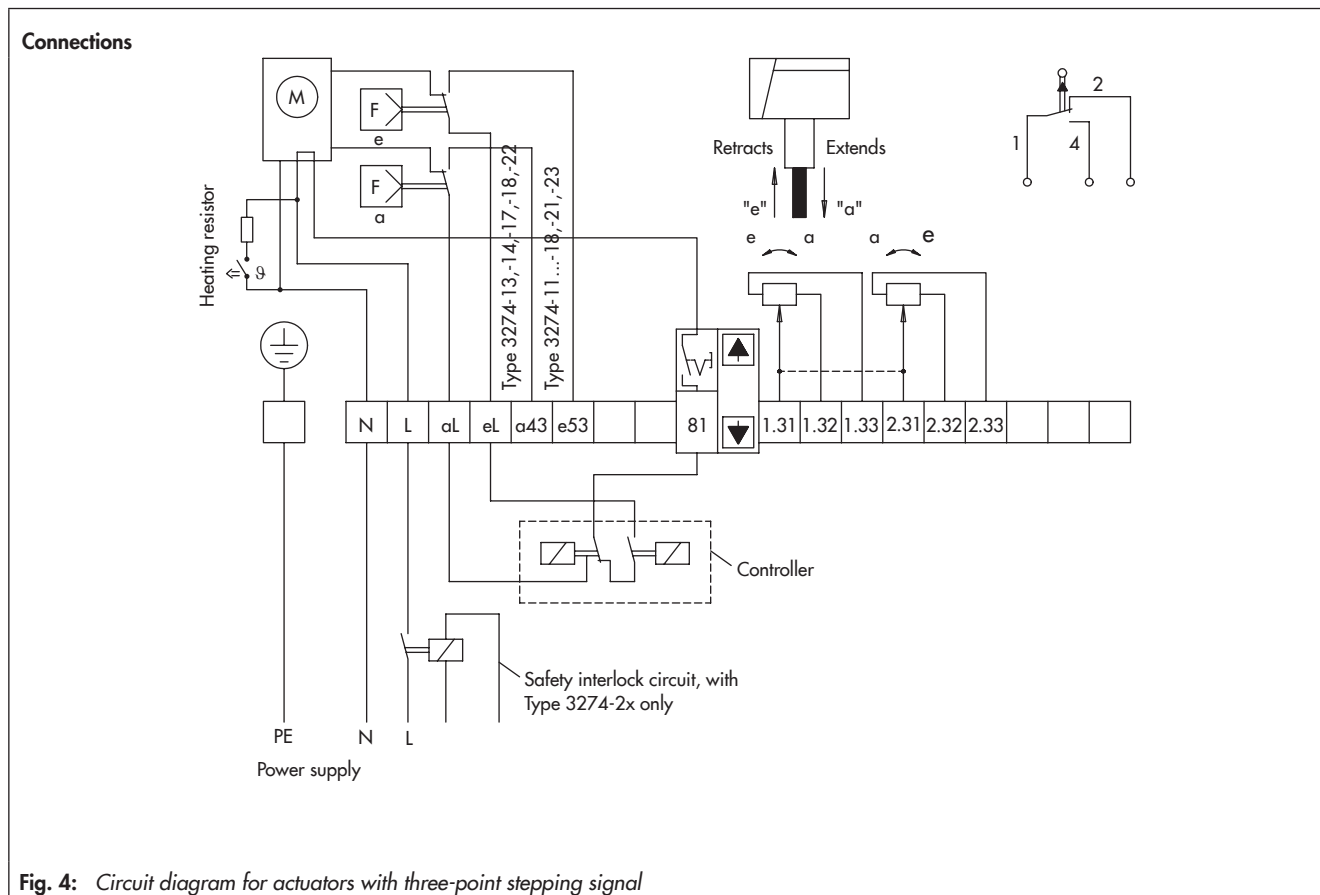 Connections
M
F
e
F
a
Heating resistor
ϑ
Type 3274-13,-14,-17,-18,-22
Type 3274-11...-18,-21,-23
Retracts
Extends
"e"
"a"
e
a
a
e
1
4
2
N
L
aL
eL
a43
e53
81
1.31
1.32
1.33
2.31
2.32
2.33
Controller
Safety interlock circuit, with
Type 3274-2x only
PE
N
L
Power supply
Fig. 4: Circuit diagram for actuators with three-point stepping signal